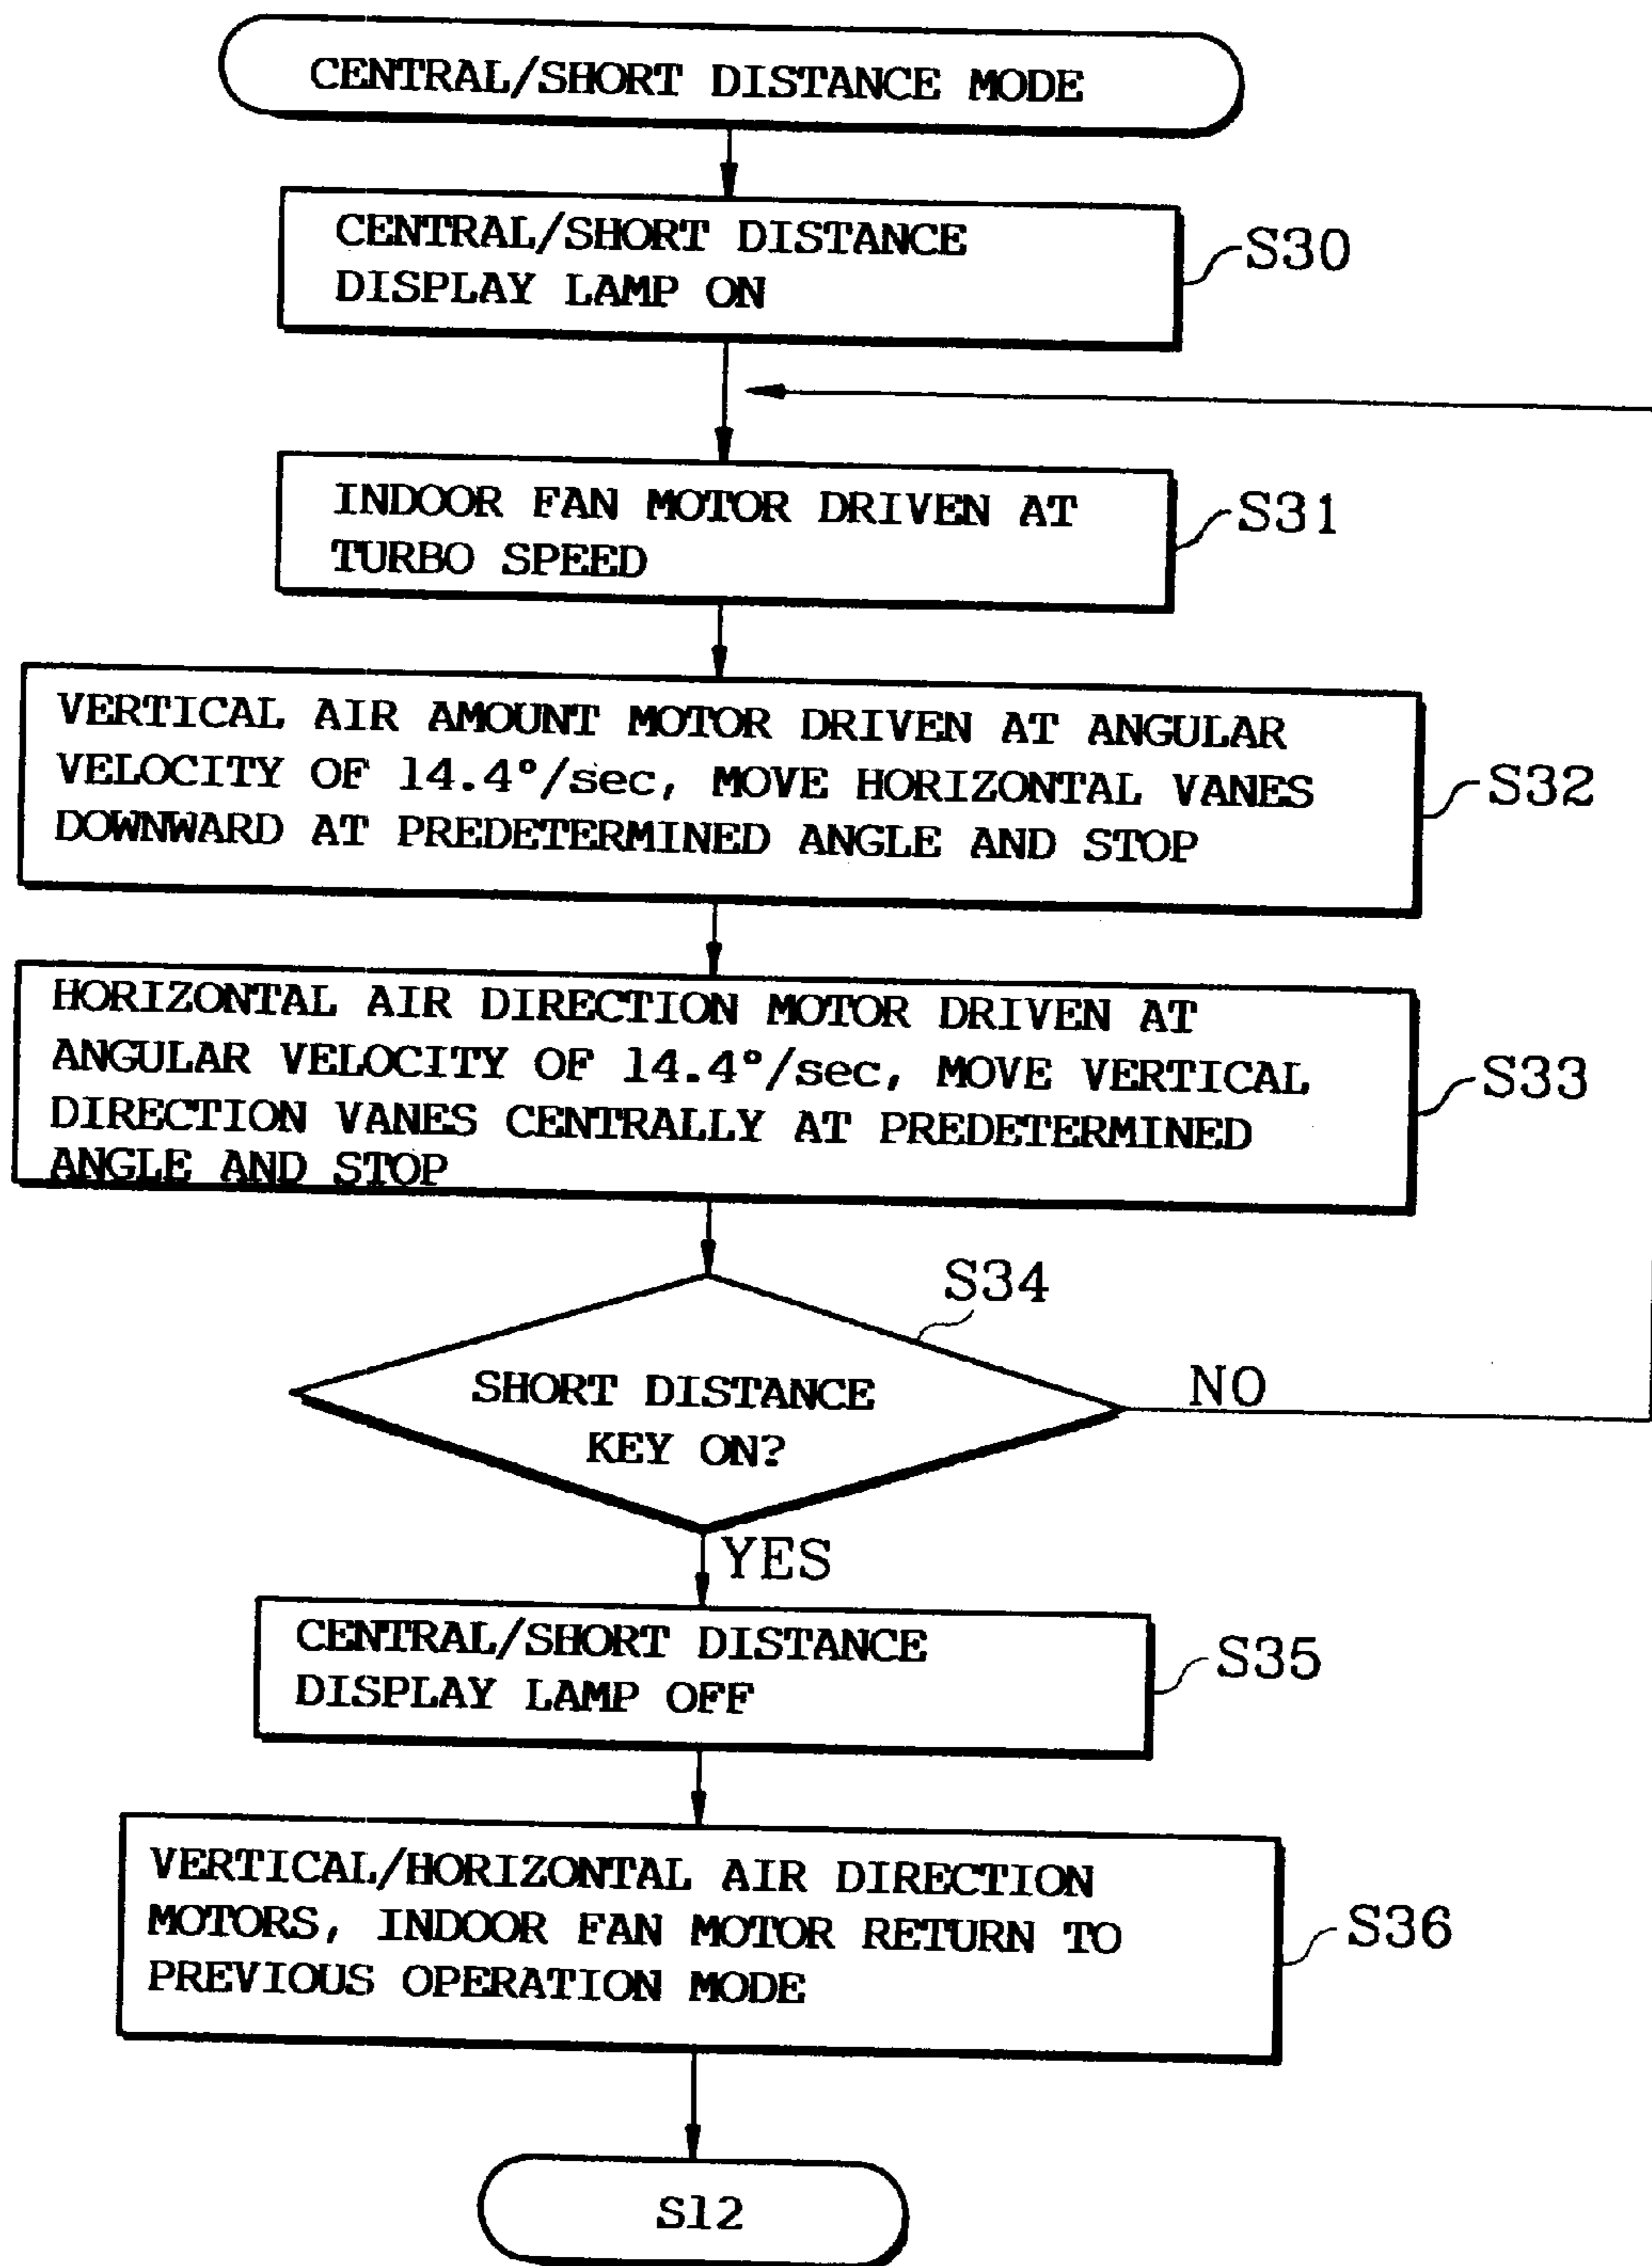 CENTRAL/SHORT DISTANCE MODE
CENTRAL/SHORT DISTANCE
DISPLAY LAMP ON
S30
INDOOR FAN MOTOR DRIVEN AT
TURBO SPEED
S31
VERTICAL AIR AMOUNT MOTOR DRIVEN AT ANGULAR
VELOCITY OF 14.4°/sec, MOVE HORIZONTAL VANES
DOWNWARD AT PREDETERMINED ANGLE AND STOP
S32
HORIZONTAL AIR DIRECTION MOTOR DRIVEN AT
ANGULAR VELOCITY OF 14.4°/sec, MOVE VERTICAL
DIRECTION VANES CENTRALLY AT PREDETERMINED
ANGLE AND STOP
S33
S34
SHORT DISTANCE
KEY ON?
NO
YES
CENTRAL/SHORT DISTANCE
DISPLAY LAMP OFF
S35
VERTICAL/HORIZONTAL AIR DIRECTION
MOTORS, INDOOR FAN MOTOR RETURN TO
PREVIOUS OPERATION MODE
S36
S12